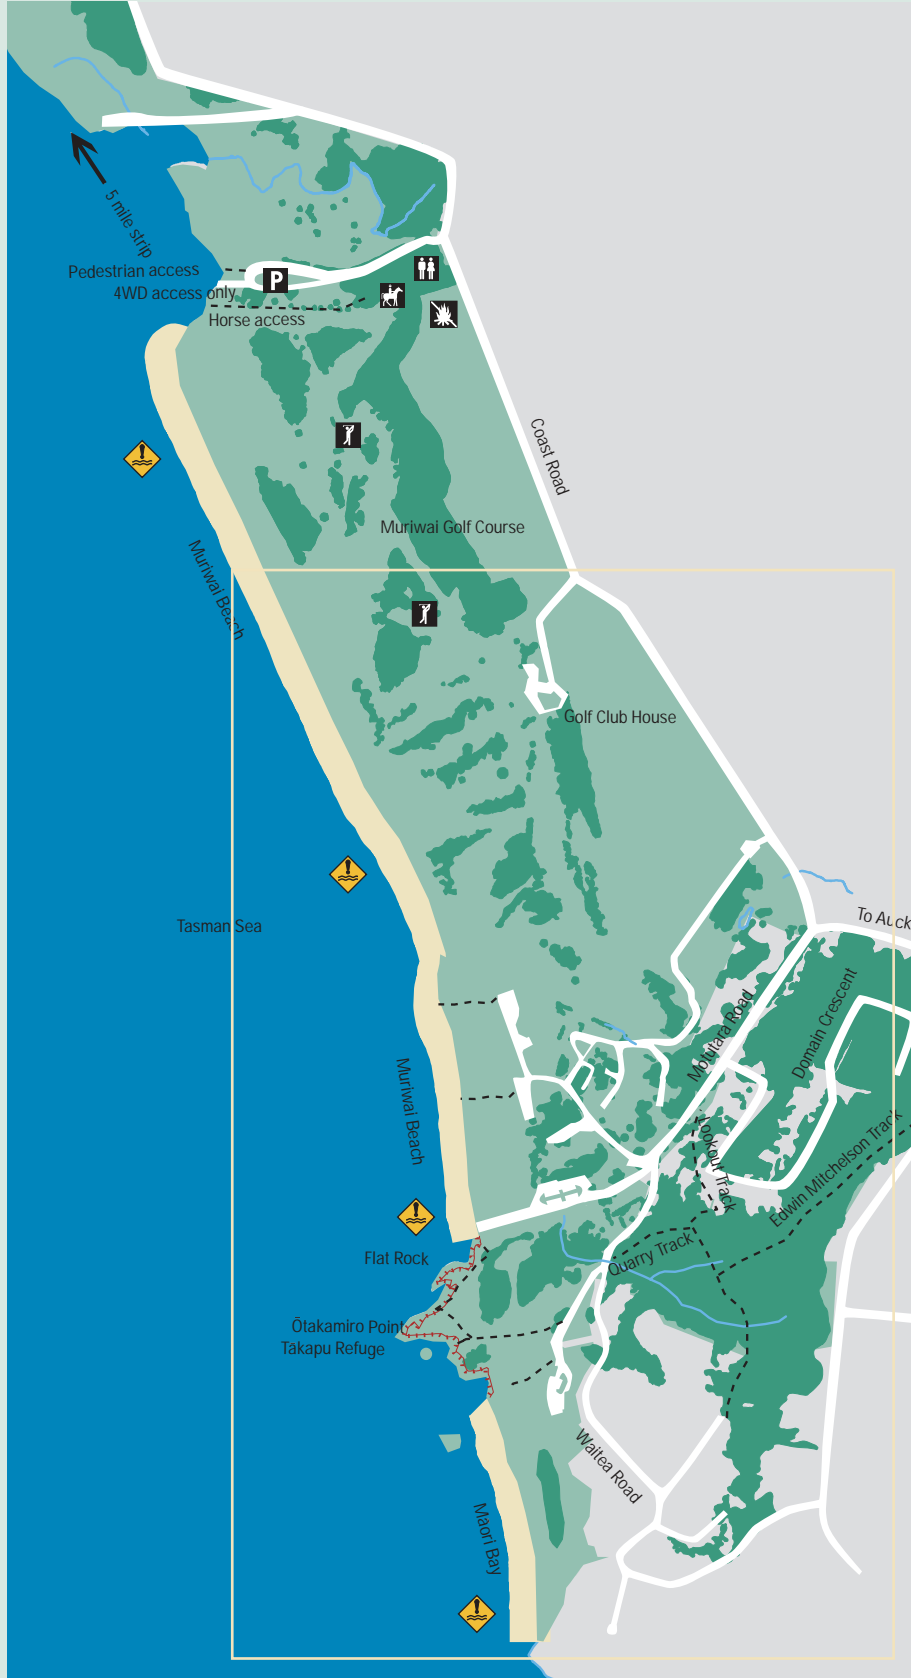 5 mile strip
Pedestrian access
P
4WD access only
Horse access
Coast Road
Muriwai Golf Course
Muriwai Beach
Golf Club House
Tasman Sea
To Auck
Domain Crescent
Motutara Road
Muriwai Beach
Lookout Track
Edwin Mitchelson Track
Quarry Track
Flat Rock
Ōtakamiro Point
Tākapu Refuge
Waitea Road
Maori Bay